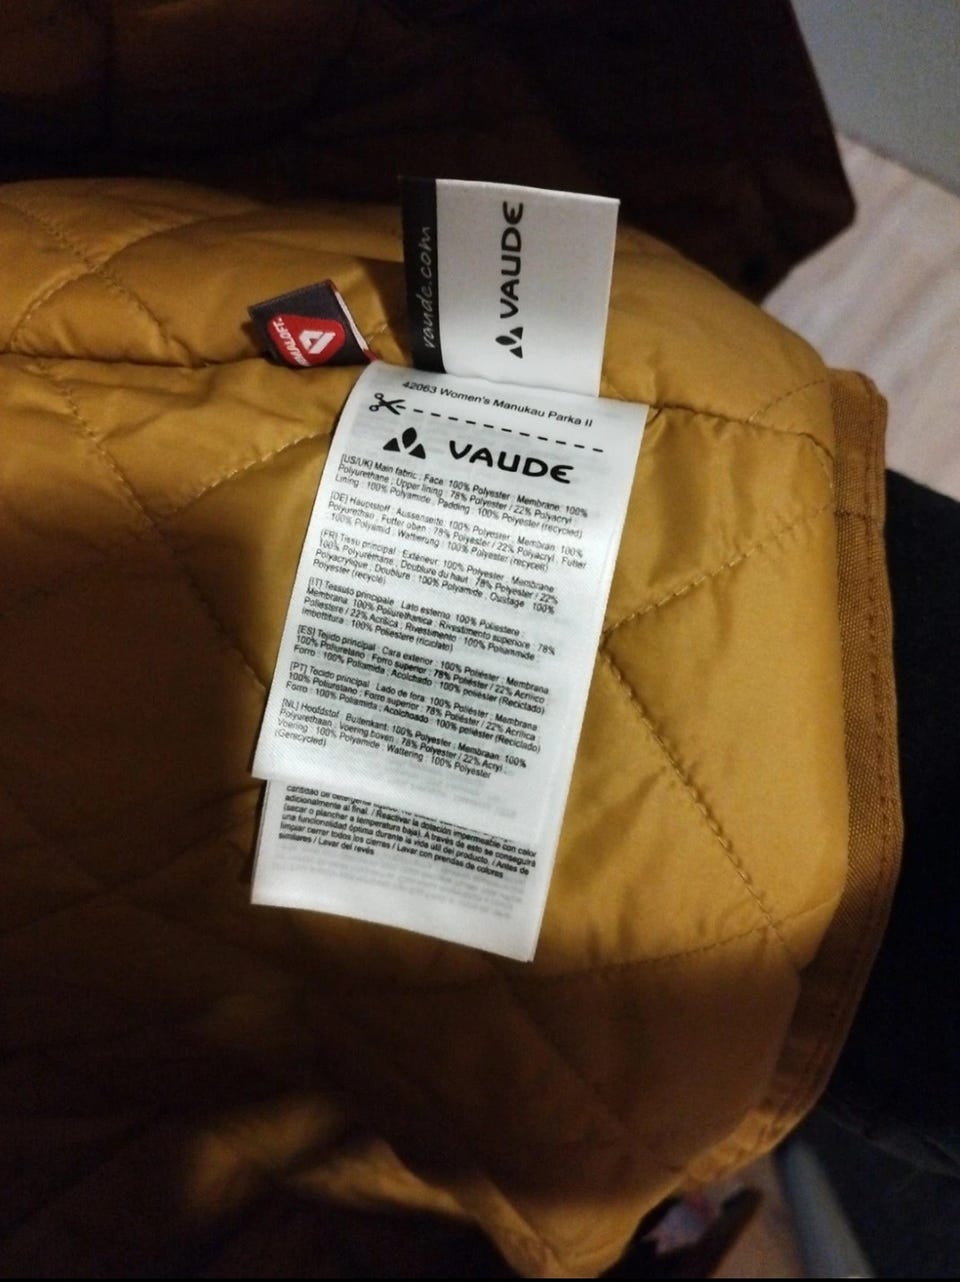 vaude.com
VAUDE
42063 Women's Manukau Parka II
VAUDE
[US/UK] Main fabric : Face: 100% Polyester ; Membrane: 100%
Polyurethane ; Upper lining : 78% Polyester / 22% Polyacryl ;
Lining : 100% Polyamide ; Padding : 100% Polyester (recycled)
[DE] Hauptstoff : Aussenseite: 100% Polyester ; Membran: 100%
Polyurethan ; Futter oben : 78% Polyester / 22% Polyacryl ; Futter
: 100% Polyamid ; Wattierung : 100% Polyester (recycelt)
[FR] Tissu principal : Extérieur: 100% Polyester ; Membrane:
100% Polyuréthane ; Doublure du haut : 78% Polyester / 22%
Polyacrylique ; Doublure : 100% Polyamide ; Ouatage : 100%
Polyester (recyclé)
[IT] Tessuto principale : Lato esterno: 100% Poliestere ;
Membrana: 100% Poliurethanica ; Rivestimento superiore : 78%
Poliestere / 22% Acrilica ; Rivestimento : 100% Poliammide ;
Imbottitura : 100% Poliestere (riciclato)
[ES] Tejido principal : Cara exterior : 100% Poliéster ; Membrana:
100% Poliuretano ; Forro superior : 78% Poliéster / 22% Acrílico ;
Forro : 100% Poliamida ; Acolchado : 100% poliéster (Reciclado)
[PT] Tecido principal : Lado de fora: 100% Poliéster ; Membrana:
100% Poliuretano ; Forro superior : 78% Poliéster / 22% Acrílica ;
Forro : 100% Poliamida ; Acolchoado : 100% poliéster (Reciclado)
[NL] Hoofdstof : Buitenkant: 100% Polyester ; Membraan: 100%
Polyurethaan ; Voering boven : 78% Polyester / 22% Acryl ;
Voering : 100% Polyamide ; Wattering : 100% Polyester
(Gerecycled)
cantidad de detergente
adicionalmente al final. / Reactivar la dotación impermeable con calor
(secar o planchar a temperatura baja). A través de esto se conseguirá
una funcionalidad óptima durante la vida útil del producto. / Antes de
limpiar cerrar todos los cierres / Lavar con prendas de colores
similares / Lavar del revés